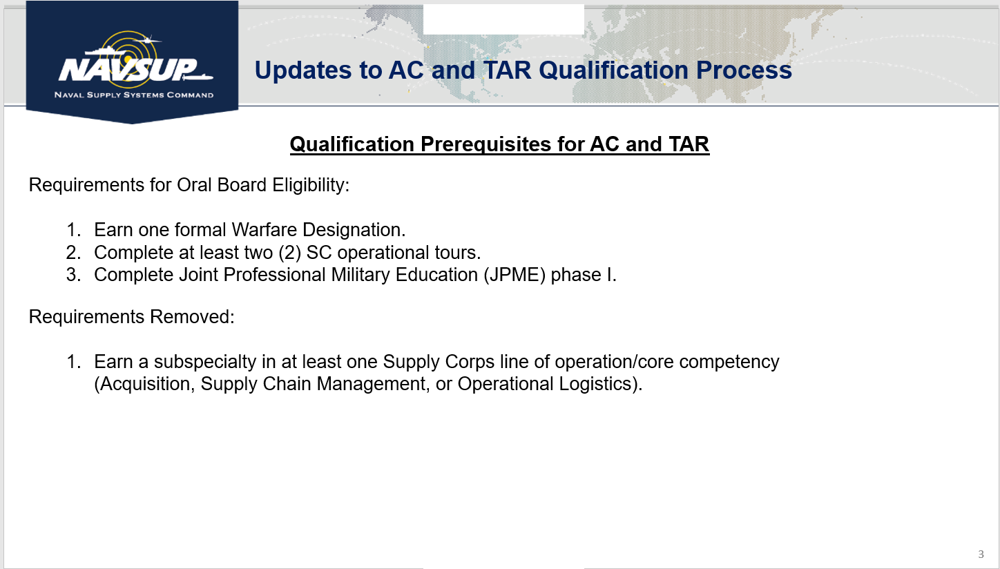 NAVSUP
NAVAL SUPPLY SYSTEMS COMMAND
Updates to AC and TAR Qualification Process
Qualification Prerequisites for AC and TAR
Requirements for Oral Board Eligibility:
1. Earn one formal Warfare Designation.
2. Complete at least two (2) SC operational tours.
3. Complete Joint Professional Military Education (JPME) phase I.
Requirements Removed:
1. Earn a subspecialty in at least one Supply Corps line of operation/core competency
(Acquisition, Supply Chain Management, or Operational Logistics).
3